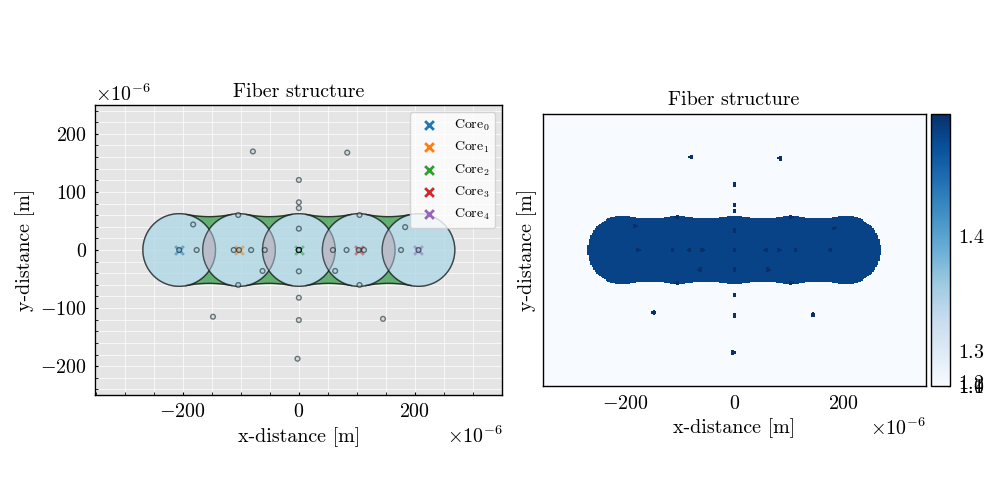 Fiber structure
×10⁻⁶
200
100
0
−100
−200
y-distance [m]
−200
0
200
x-distance [m]
×10⁻⁶
Core₀
Core₁
Core₂
Core₃
Core₄
Fiber structure
y-distance [m]
−200
0
200
x-distance [m]
×10⁻⁶
1.4
1.3